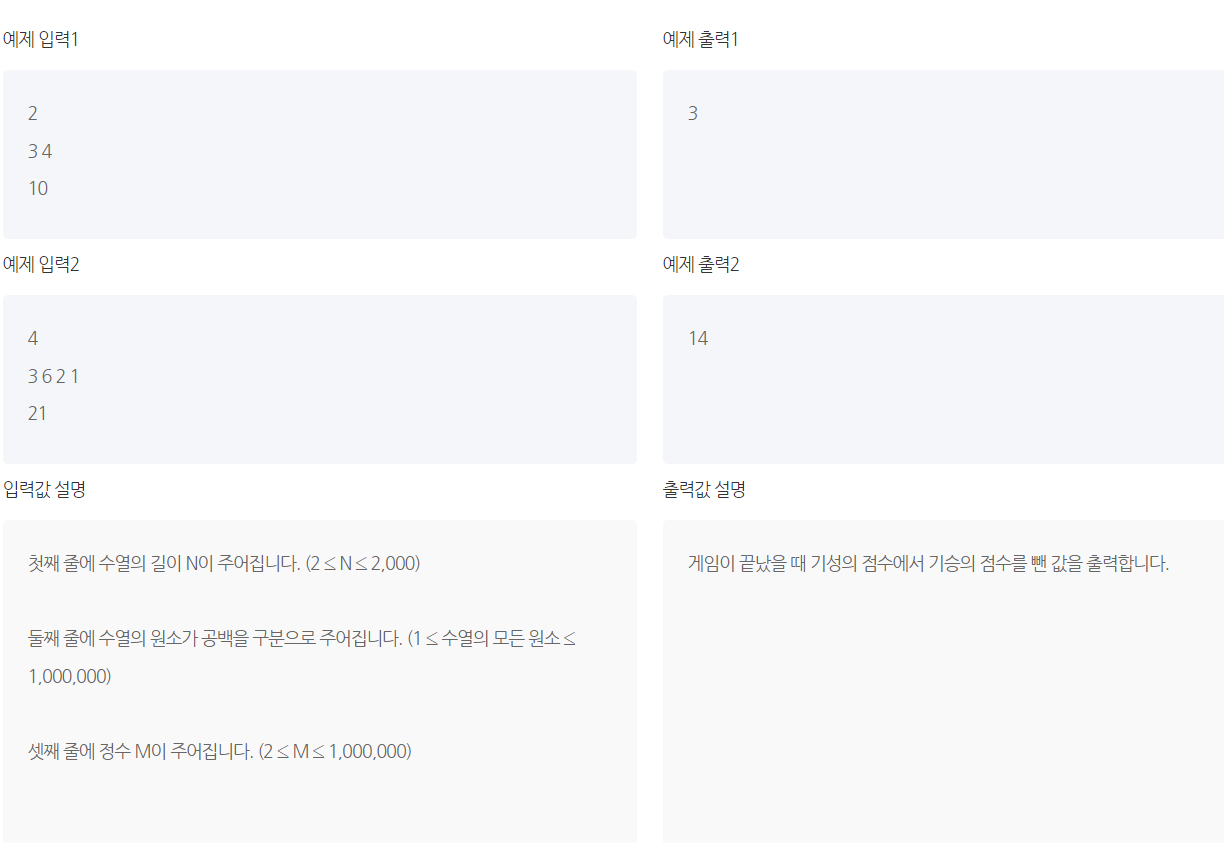 예제 입력1
예제 출력1
2
3 4
10
3
예제 입력2
예제 출력2
4
3 6 2 1
21
14
입력값 설명
출력값 설명
첫째 줄에 수열의 길이 N이 주어집니다. (2 ≤ N ≤ 2,000)
둘째 줄에 수열의 원소가 공백을 구분으로 주어집니다. (1 ≤ 수열의 모든 원소 ≤
1,000,000)
셋째 줄에 정수 M이 주어집니다. (2 ≤ M ≤ 1,000,000)
게임이 끝났을 때 기성의 점수에서 기승의 점수를 뺀 값을 출력합니다.